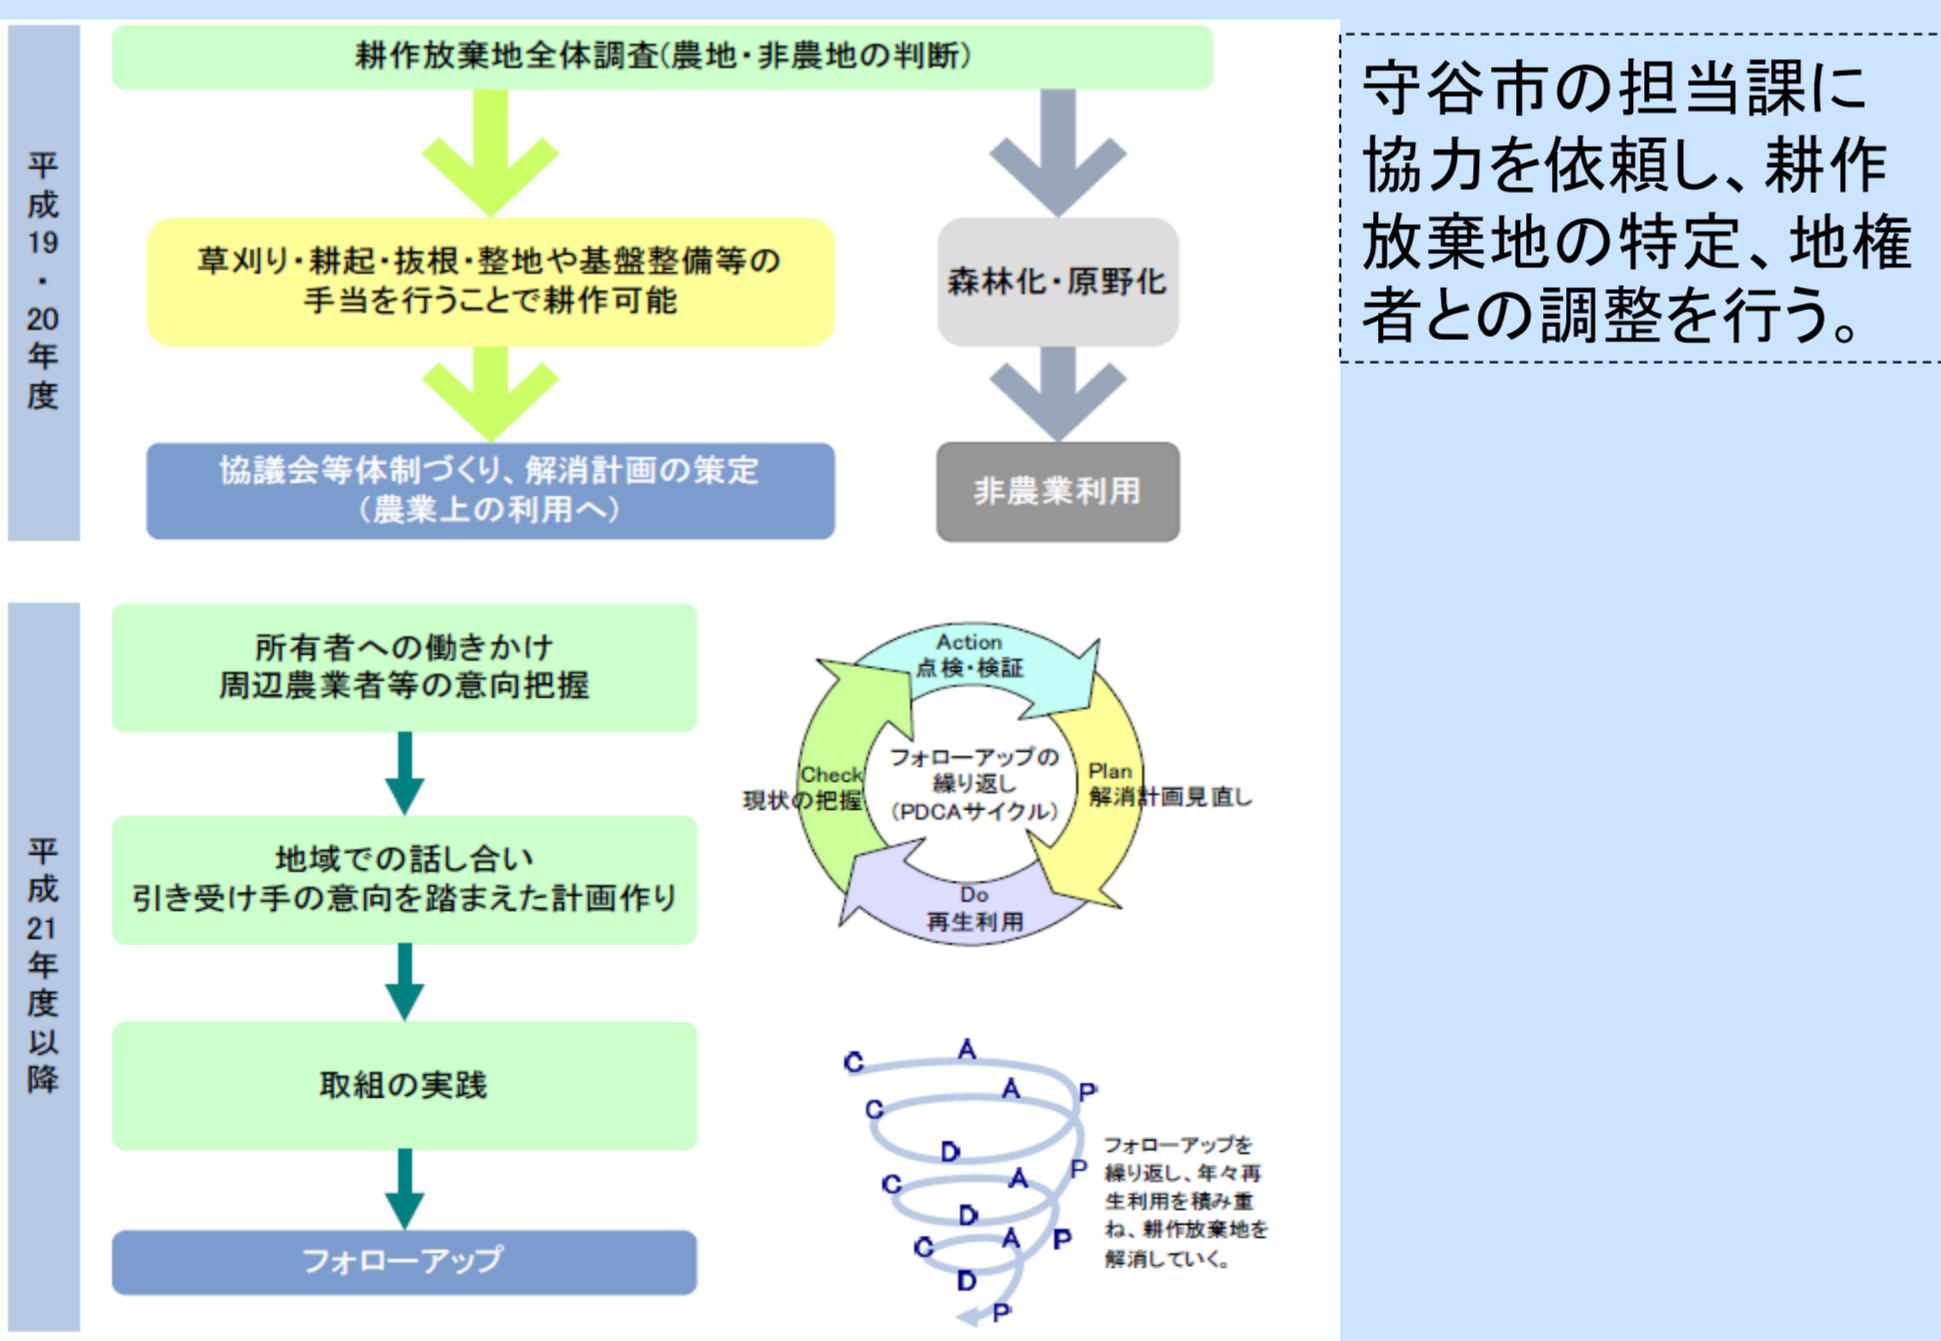 耕作放棄地全体調査(農地・非農地の判断)
平成19・20年度
草刈り・耕起・抜根・整地や基盤整備等の
手当を行うことで耕作可能
森林化・原野化
協議会等体制づくり、解消計画の策定
(農業上の利用へ)
非農業利用
守谷市の担当課に
協力を依頼し、耕作
放棄地の特定、地権
者との調整を行う。
平成21年度以降
所有者への働きかけ
周辺農業者等の意向把握
地域での話し合い
引き受け手の意向を踏まえた計画作り
取組の実践
フォローアップ
Action
点検・検証
Plan
解消計画見直し
Do
再生利用
Check
現状の把握
フォローアップの
繰り返し
(PDCAサイクル)
C
A
P
A
C
D
P
A
C
D
P
A
C
D
P
フォローアップを
繰り返し、年々再
生利用を積み重
ね、耕作放棄地を
解消していく。